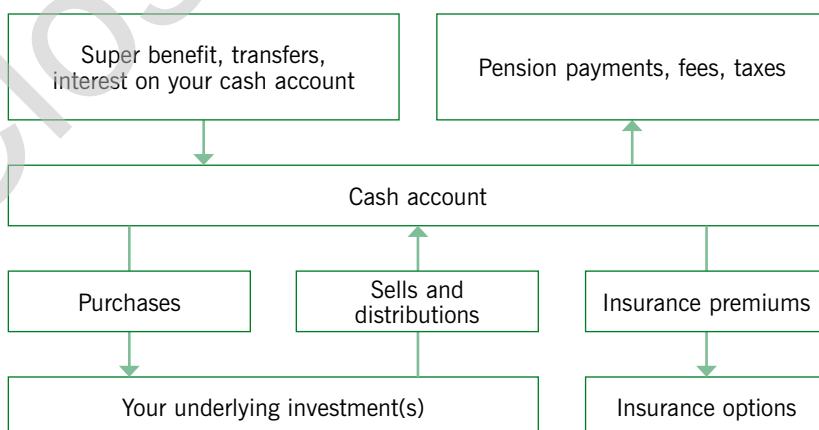 Super benefit, transfers,
interest on your cash account
Pension payments, fees, taxes
Cash account
Purchases
Sells and
distributions
Insurance premiums
Your underlying investment(s)
Insurance options